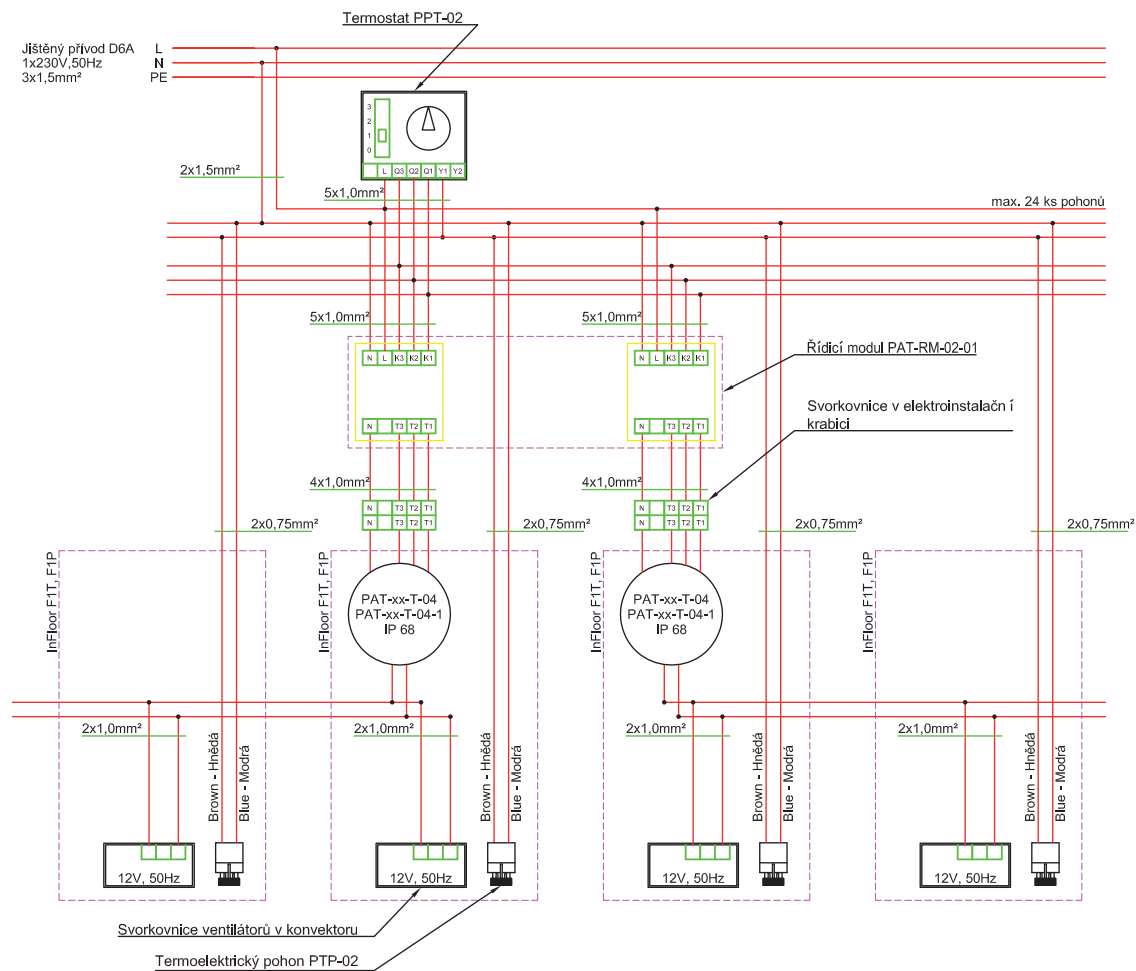 Termostat PPT-02
Jištěný přívod D6A L
1x230V,50Hz N
3x1,5mm² PE
3
2
1
0
L Q3 Q2 Q1 Y1 Y2
2x1,5mm²
5x1,0mm²
max. 24 ks pohonů
5x1,0mm²
5x1,0mm²
N L K3 K2 K1
N L K3 K2 K1
Řídicí modul PAT-RM-02-01
N T3 T2 T1
N T3 T2 T1
Svorkovnice v elektroinstalačn í
krabici
4x1,0mm²
4x1,0mm²
N T3 T2 T1
N T3 T2 T1
N T3 T2 T1
N T3 T2 T1
2x0,75mm²
2x0,75mm²
2x0,75mm²
2x0,75mm²
InFloor F1T, F1P
InFloor F1T, F1P
InFloor F1T, F1P
InFloor F1T, F1P
PAT-xx-T-04
PAT-xx-T-04-1
IP 68
PAT-xx-T-04
PAT-xx-T-04-1
IP 68
2x1,0mm²
2x1,0mm²
2x1,0mm²
2x1,0mm²
Brown - Hnědá
Blue - Modrá
Brown - Hnědá
Blue - Modrá
Brown - Hnědá
Blue - Modrá
Brown - Hnědá
Blue - Modrá
12V, 50Hz
12V, 50Hz
12V, 50Hz
12V, 50Hz
Svorkovnice ventilátorů v konvektoru
Termoelektrický pohon PTP-02